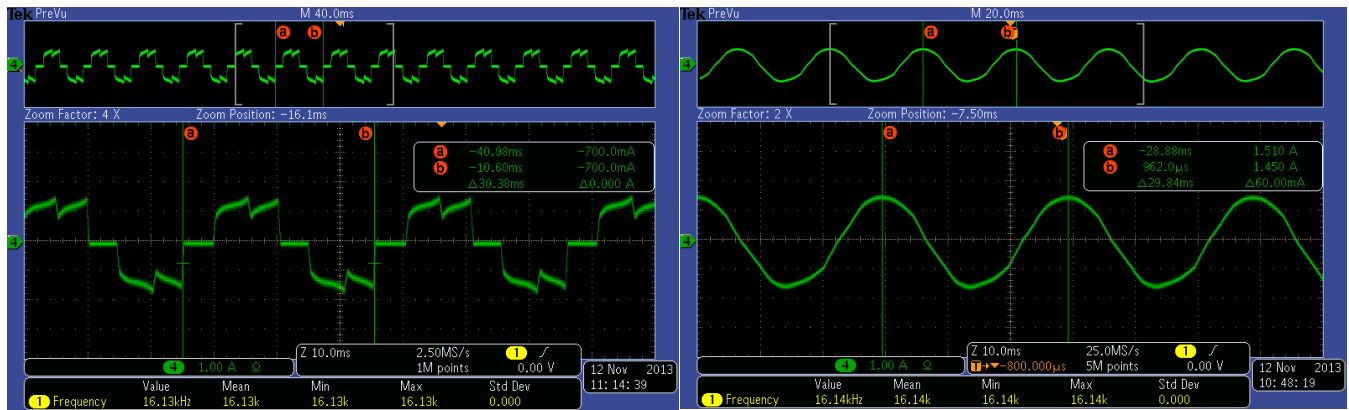 Tek PreVu M 40.0ms
a b
4
Zoom Factor: 4 X Zoom Position: -16.1ms
a b
a -40.98ms -700.0mA
b -10.60ms -700.0mA
Δ30.38ms Δ0.000 A
4
4 1.00 A Ω
Z 10.0ms 2.50MS/s 1 /
1M points 0.00 V
12 Nov 2013
11:14:39
Value Mean Min Max Std Dev
1 Frequency 16.13kHz 16.13k 16.13k 16.13k 0.000
Tek PreVu M 20.0ms
a b
4
Zoom Factor: 2 X Zoom Position: -7.50ms
a b
a -28.88ms 1.510 A
b 962.0µs 1.450 A
Δ29.84ms Δ60.00mA
4
4 1.00 A Ω
Z 10.0ms 25.0MS/s 1 /
T→▼-800.000µs 5M points 0.00 V
12 Nov 2013
10:48:19
Value Mean Min Max Std Dev
1 Frequency 16.14kHz 16.14k 16.14k 16.14k 0.000